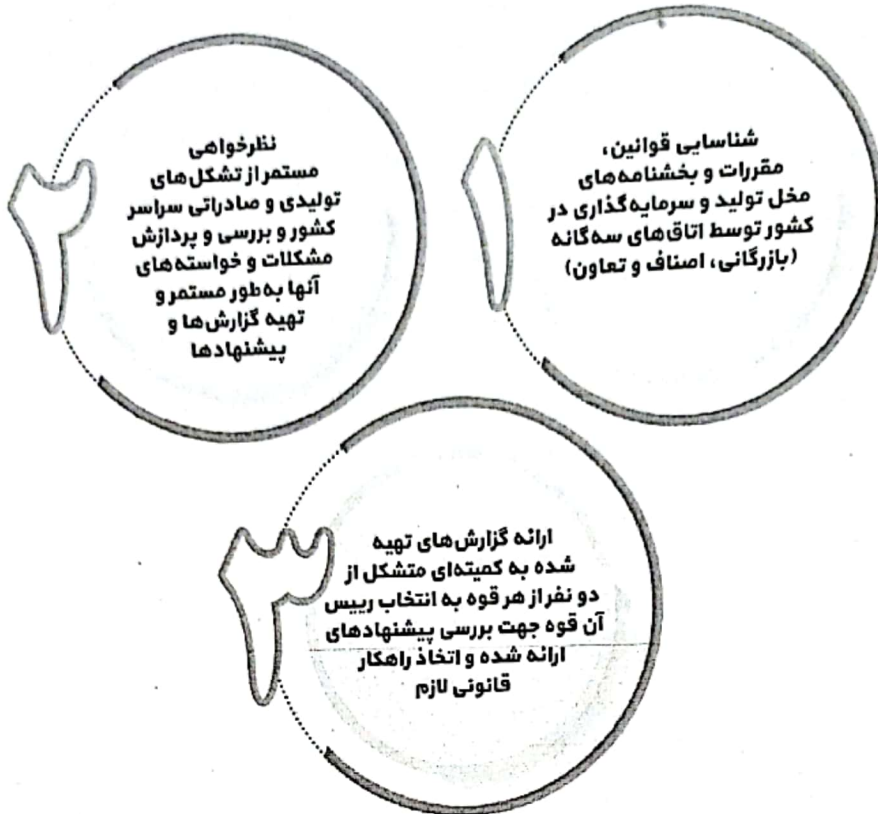 ۱
شناسایی قوانین،
مقررات و بخشنامه‌های
مخل تولید و سرمایه‌گذاری در
کشور توسط اتاق‌های سه‌گانه
(بازرگانی، اصناف و تعاون)
۲
نظرخواهی
مستمر از تشکل‌های
تولیدی و صادراتی سراسر
کشور و بررسی و پردازش
مشکلات و خواسته‌های
آنها به‌طور مستمر و
تهیه گزارش‌ها و
پیشنهادها
۳
ارائه گزارش‌های تهیه
شده به کمیته‌ای متشکل از
دو نفر از هر قوه به انتخاب رییس
آن قوه جهت بررسی پیشنهادهای
ارائه شده و اتخاذ راهکار
قانونی لازم